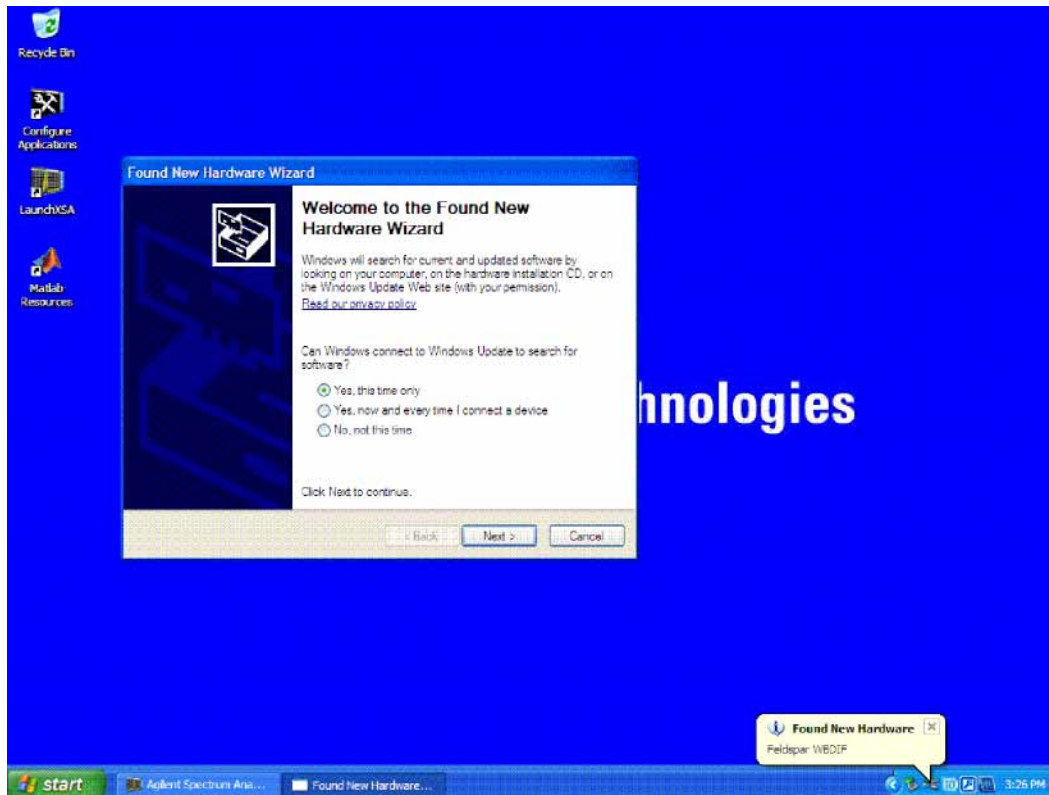 Recycle Bin
Configure
Applications
LaunchXSA
Matlab
Resources
Found New Hardware Wizard
Welcome to the Found New
Hardware Wizard
Windows will search for current and updated software by
looking on your computer, on the hardware installation CD, or on
the Windows Update Web site (with your permission).
Read our privacy policy
Can Windows connect to Windows Update to search for
software?
Yes, this time only
Yes, now and every time I connect a device
No, not this time
Click Next to continue.
< Back
Next >
Cancel
hnologies
Found New Hardware
Feldspar WBDIF
start
Agilent Spectrum Ana...
Found New Hardware...
3:26 PM